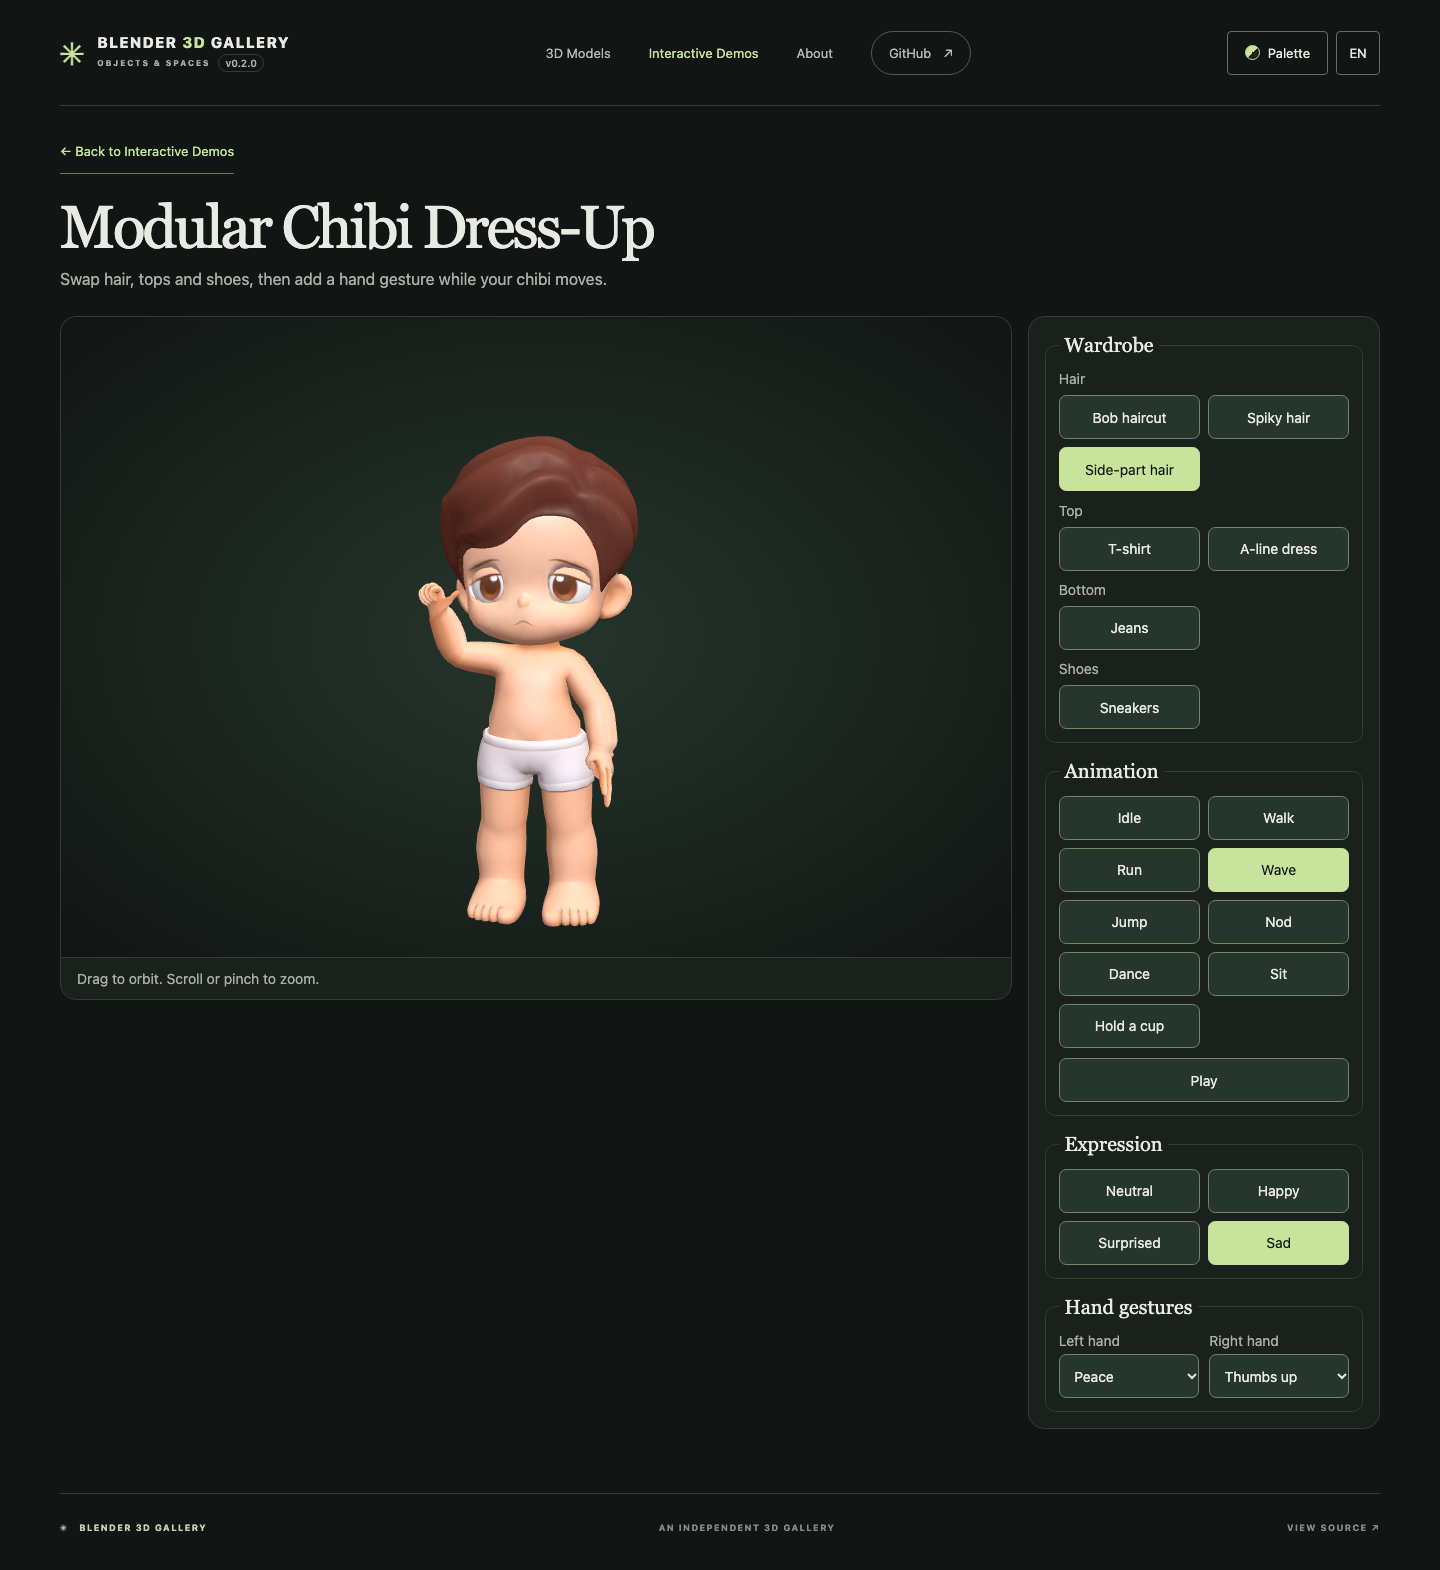 BLENDER 3D GALLERY
OBJECTS & SPACES v0.2.0
3D Models
Interactive Demos
About
GitHub ↗
Palette
EN
← Back to Interactive Demos
Modular Chibi Dress-Up
Swap hair, tops and shoes, then add a hand gesture while your chibi moves.
Drag to orbit. Scroll or pinch to zoom.
Wardrobe
Hair
Bob haircut
Spiky hair
Side-part hair
Top
T-shirt
A-line dress
Bottom
Jeans
Shoes
Sneakers
Animation
Idle
Walk
Run
Wave
Jump
Nod
Dance
Sit
Hold a cup
Play
Expression
Neutral
Happy
Surprised
Sad
Hand gestures
Left hand
Right hand
Peace
Thumbs up
BLENDER 3D GALLERY
AN INDEPENDENT 3D GALLERY
VIEW SOURCE ↗